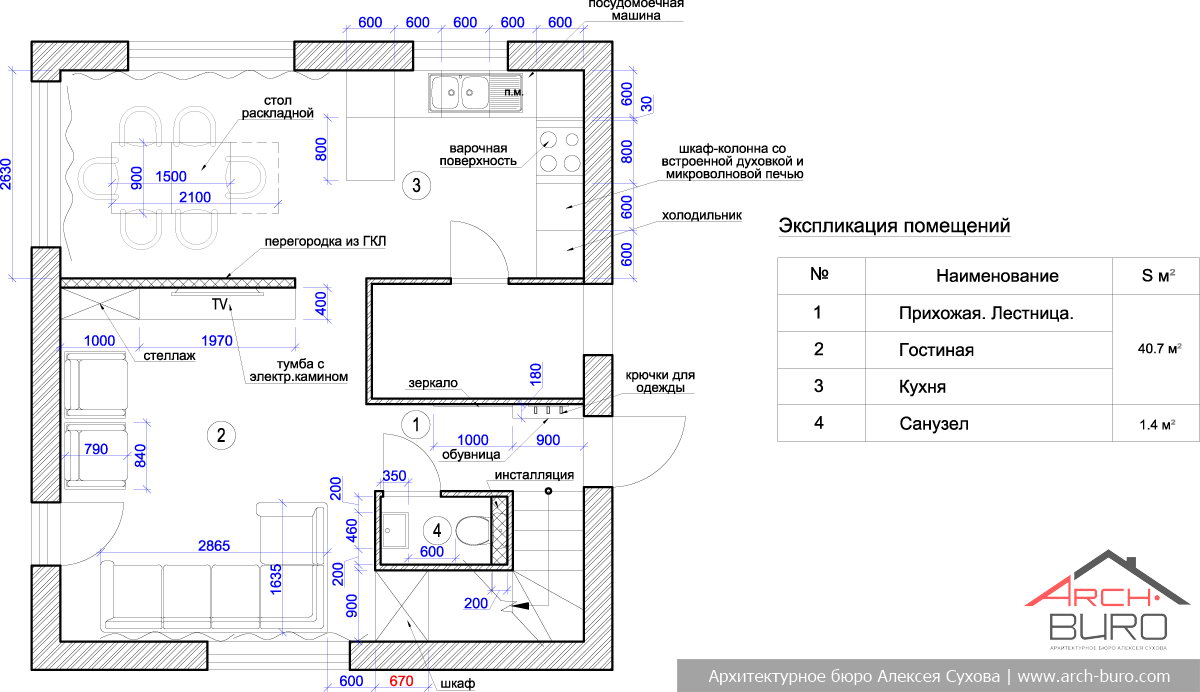 посудомоечная
машина
600 600 600 600 600
600
30
800
600
600
п.м.
стол
раскладной
варочная
поверхность
шкаф-колонна со
встроенной духовкой и
микроволновой печью
холодильник
2630
900
1500
2100
800
3
перегородка из ГКЛ
TV
400
1000
1970
стеллаж
тумба с
электр.камином
зеркало
180
крючки для
одежды
1
1000
900
обувница
2
790
840
350
инсталляция
200
460
200
900
4
600
2865
1635
200
600
670
шкаф
Экспликация помещений
№ Наименование S м²
1 Прихожая. Лестница.
2 Гостиная 40.7 м²
3 Кухня
4 Санузел 1.4 м²
ARCH·
BURO
АРХИТЕКТУРНОЕ БЮРО АЛЕКСЕЯ СУХОВА
Архитектурное бюро Алексея Сухова | www.arch-buro.com